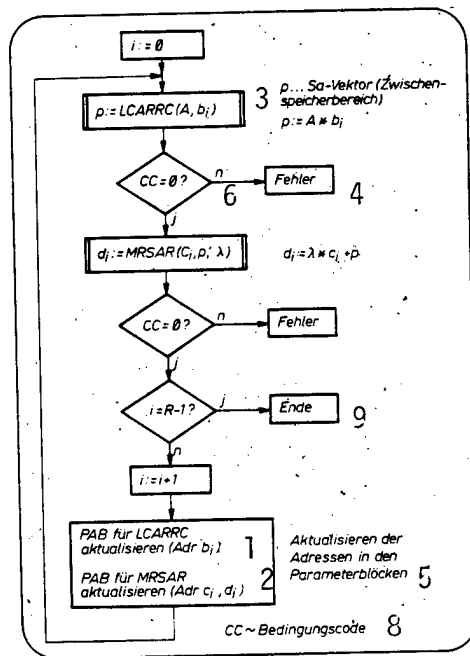 i:=0
p:=LCARRC(A, bi)
3
p... Sa-Vektor (Zwischen-
speicherbereich)
p:= A * bi
CC=0?
n
6
Fehler
4
j
di:=MRSAR(Ci,p,λ)
di:=λ*ci+p
CC=0?
n
Fehler
j
i=R-1?
j
Ende
9
n
i:=i+1
PAB für LCARRC
aktualisieren (Adr bi)
1
PAB für MRSAR
aktualisieren (Adr ci, di)
2
Aktualisieren der
Adressen in den
Parameterblöcken
5
CC~Bedingungscode
8